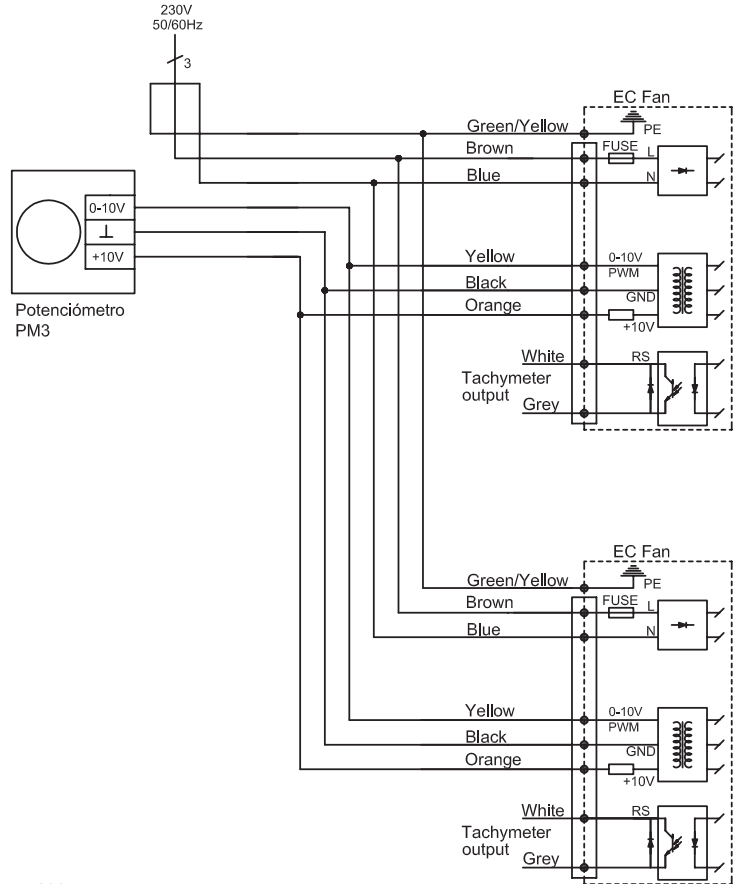 230V
50/60Hz
3
EC Fan
Green/Yellow
PE
Brown
FUSE
L
Blue
N
0-10V
⊥
+10V
Potenciómetro
PM3
Yellow
0-10V
PWM
Black
GND
Orange
+10V
White
RS
Tachymeter
output
Grey
EC Fan
Green/Yellow
PE
Brown
FUSE
L
Blue
N
Yellow
0-10V
PWM
Black
GND
Orange
+10V
White
RS
Tachymeter
output
Grey